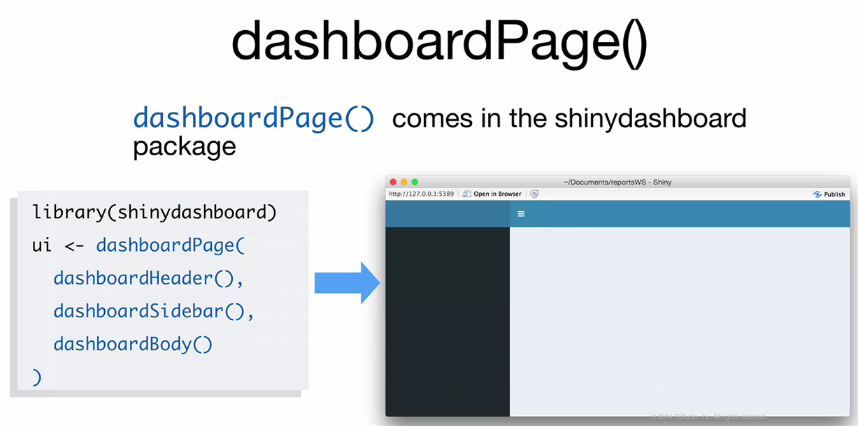 dashboardPage()
dashboardPage() comes in the shinydashboard
package
library(shinydashboard)
ui <- dashboardPage(
dashboardHeader(),
dashboardSidebar(),
dashboardBody()
)
~/Documents/reportsWS - Shiny
http://127.0.0.1:5389 Open in Browser Publish